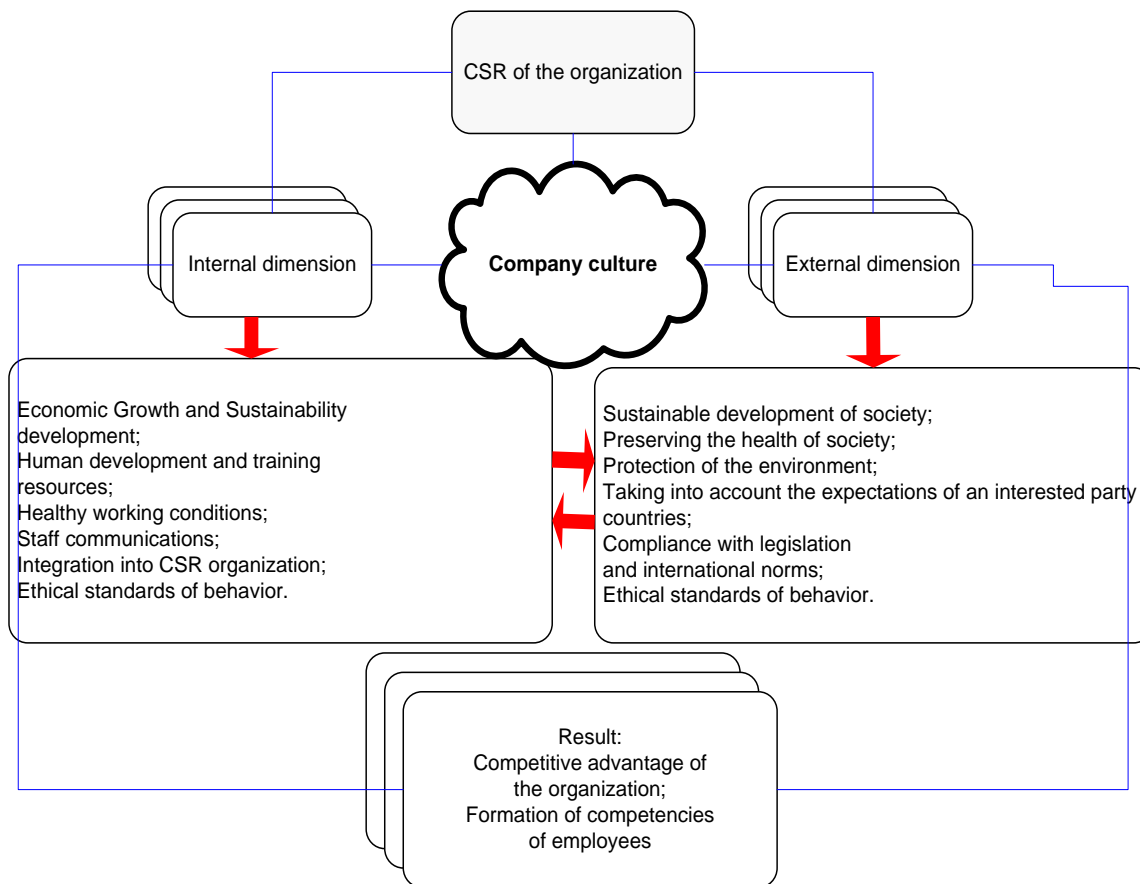 CSR of the organization
Internal dimension
Company culture
External dimension
Economic Growth and Sustainability
development;
Human development and training
resources;
Healthy working conditions;
Staff communications;
Integration into CSR organization;
Ethical standards of behavior.
Sustainable development of society;
Preserving the health of society;
Protection of the environment;
Taking into account the expectations of an interested party
countries;
Compliance with legislation
and international norms;
Ethical standards of behavior.
Result:
Competitive advantage of
the organization;
Formation of competencies
of employees